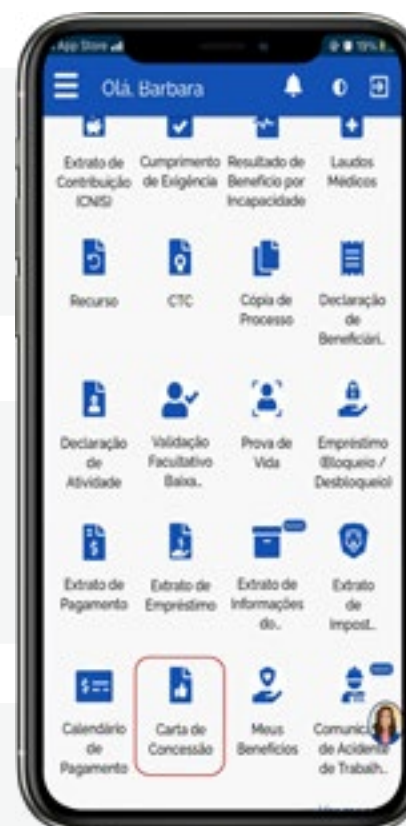 App Store
Olá, Barbara
Extrato de
Contribuição
(CNIS)
Cumprimento
de Exigência
Resultado de
Benefício por
Incapacidade
Laudos
Médicos
Recurso
CTC
Cópia de
Processo
Declaração
de
Beneficiári..
Declaração
de
Atividade
Validação
Facultativo
Baixa..
Prova de
Vida
Empréstimo
(Bloqueio /
Desbloqueio)
Extrato de
Pagamento
Extrato de
Empréstimo
Extrato de
Informações
do..
Extrato
de
Impost..
Calendário
de
Pagamento
Carta de
Concessão
Meus
Benefícios
Comunic
de Acidente
de Trabalh..